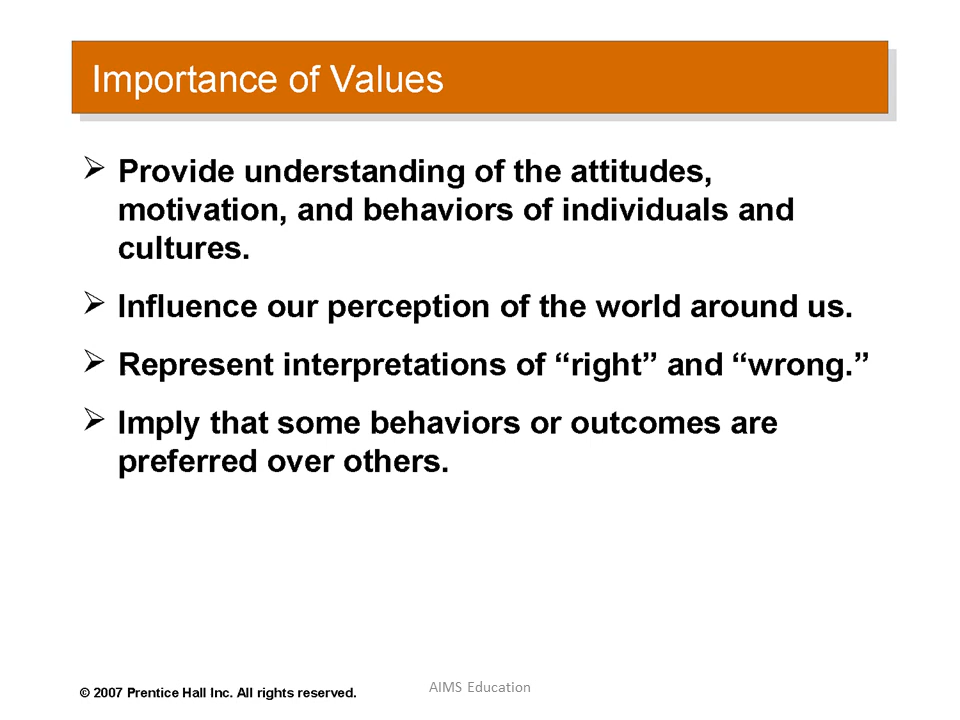 Importance of Values
Provide understanding of the attitudes,
motivation, and behaviors of individuals and
cultures.
Influence our perception of the world around us.
Represent interpretations of “right” and “wrong.”
Imply that some behaviors or outcomes are
preferred over others.
© 2007 Prentice Hall Inc. All rights reserved.
AIMS Education